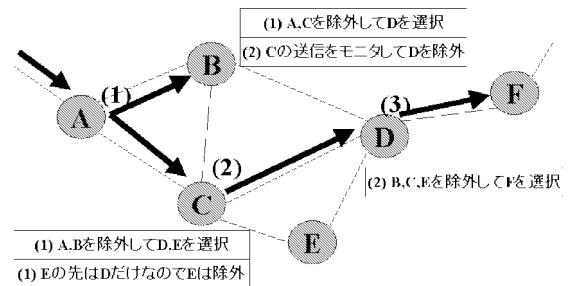 (1) A,Cを除外してDを選択
(2) Cの送信をモニタしてDを除外
B
(1)
A
(3)
F
D
(2)
(2) B,C,Eを除外してFを選択
C
(1) A,Bを除外してD,Eを選択
E
(1) Eの先はDだけなのでEは除外